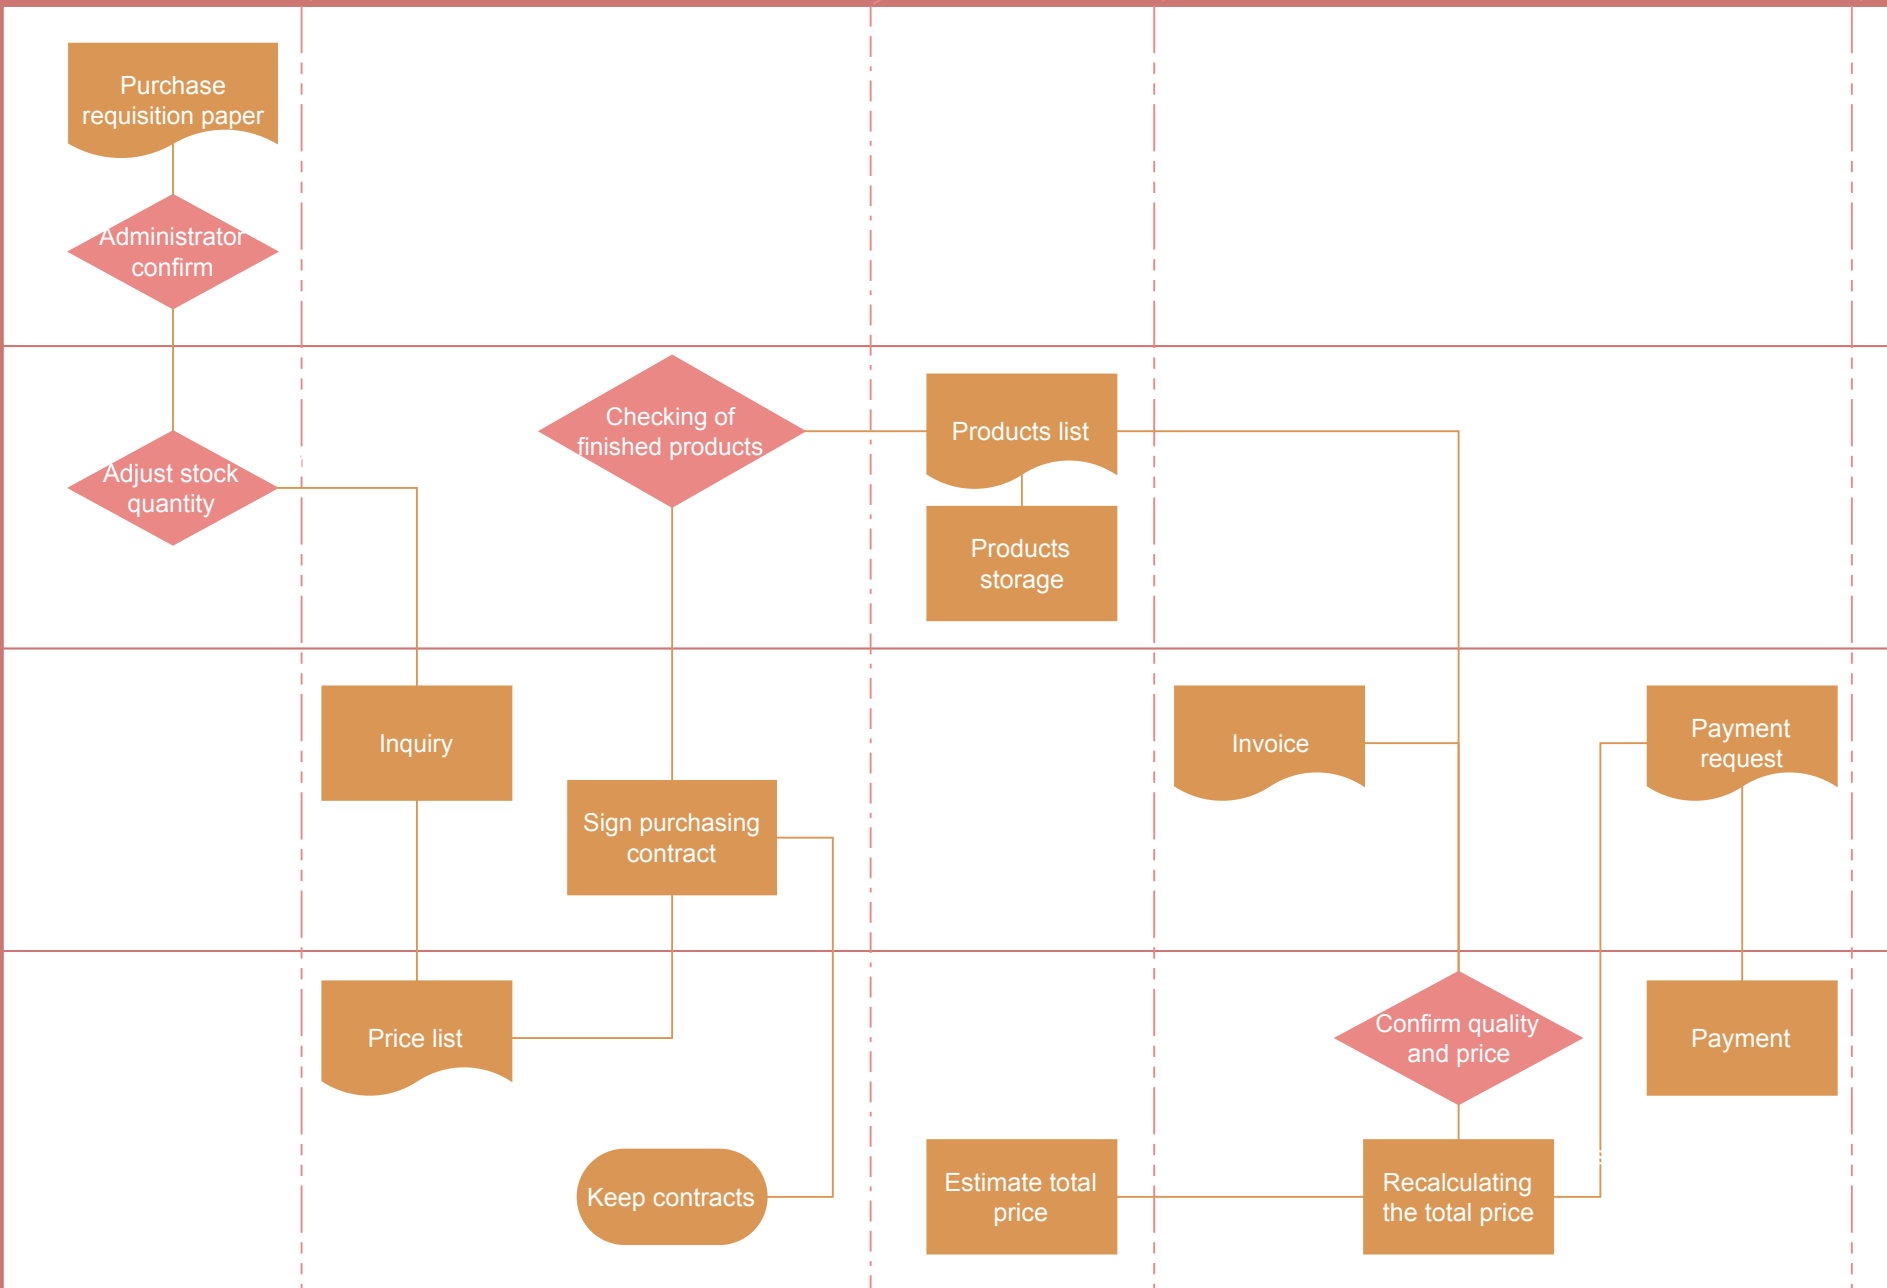 Purchase
requisition paper
Administrator
confirm
Adjust stock
quantity
Checking of
finished products
Products list
Products
storage
Inquiry
Sign purchasing
contract
Invoice
Payment
request
Price list
Confirm quality
and price
Payment
Keep contracts
Estimate total
price
Recalculating
the total price